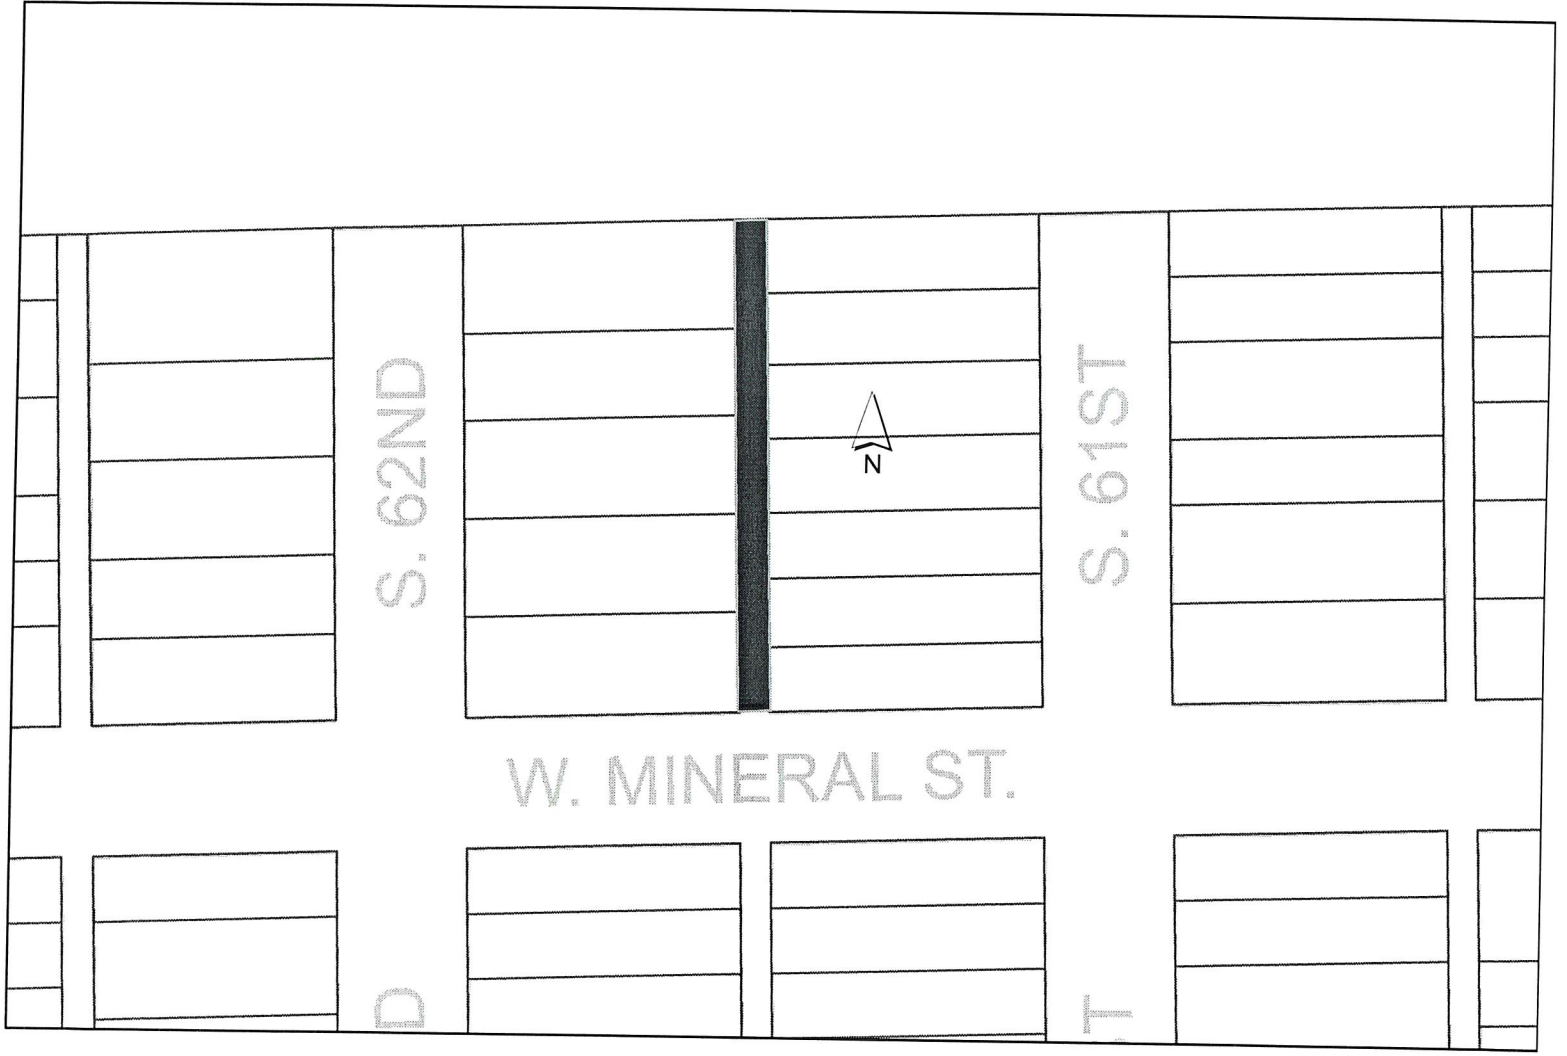 S. 62ND
S. 61ST
N
W. MINERAL ST.
D
T